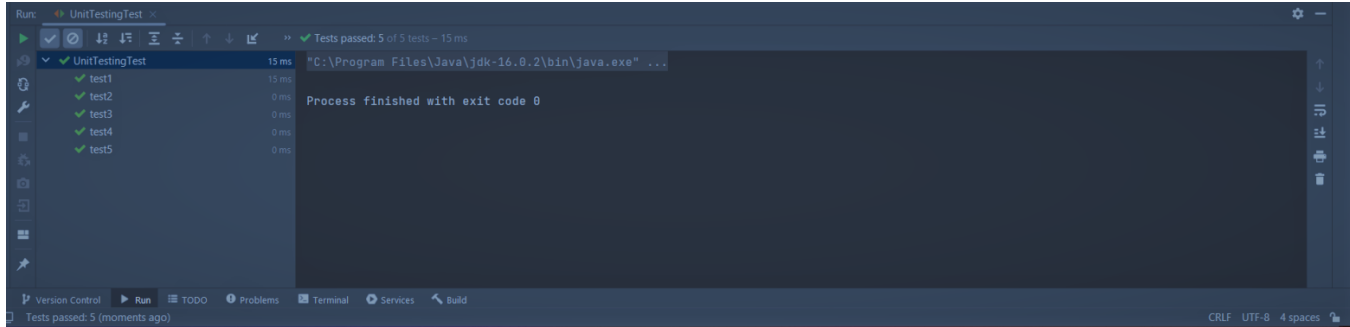 Run: UnitTestingTest ×
» Tests passed: 5 of 5 tests – 15 ms
UnitTestingTest 15 ms
"C:\Program Files\Java\jdk-16.0.2\bin\java.exe" ...
test1 15 ms
test2 0 ms
Process finished with exit code 0
test3 0 ms
test4 0 ms
test5 0 ms
Version Control Run TODO Problems Terminal Services Build
Tests passed: 5 (moments ago) CRLF UTF-8 4 spaces